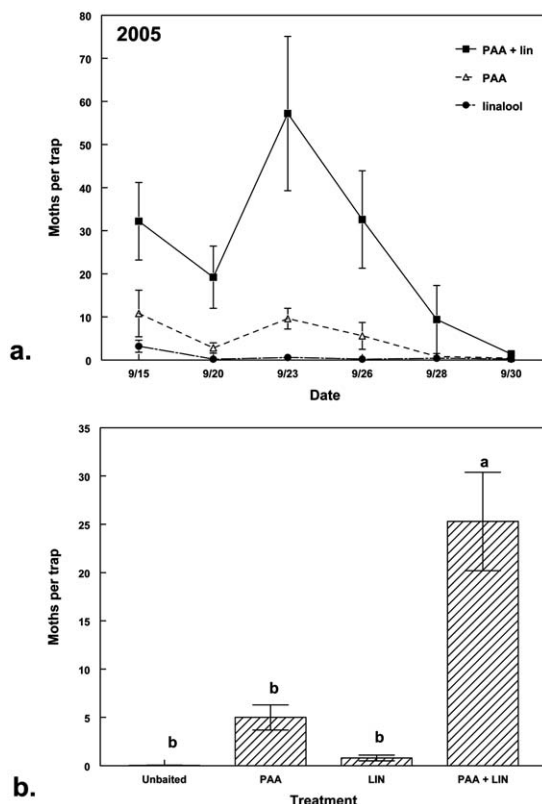 2005
PAA + lin
PAA
linalool
80
70
60
50
40
30
20
10
0
Moths per trap
9/15 9/20 9/23 9/26 9/28 9/30
Date
a.
35
30
25
20
15
10
5
0
Moths per trap
a
b
b
b
Unbaited PAA LIN PAA + LIN
Treatment
b.